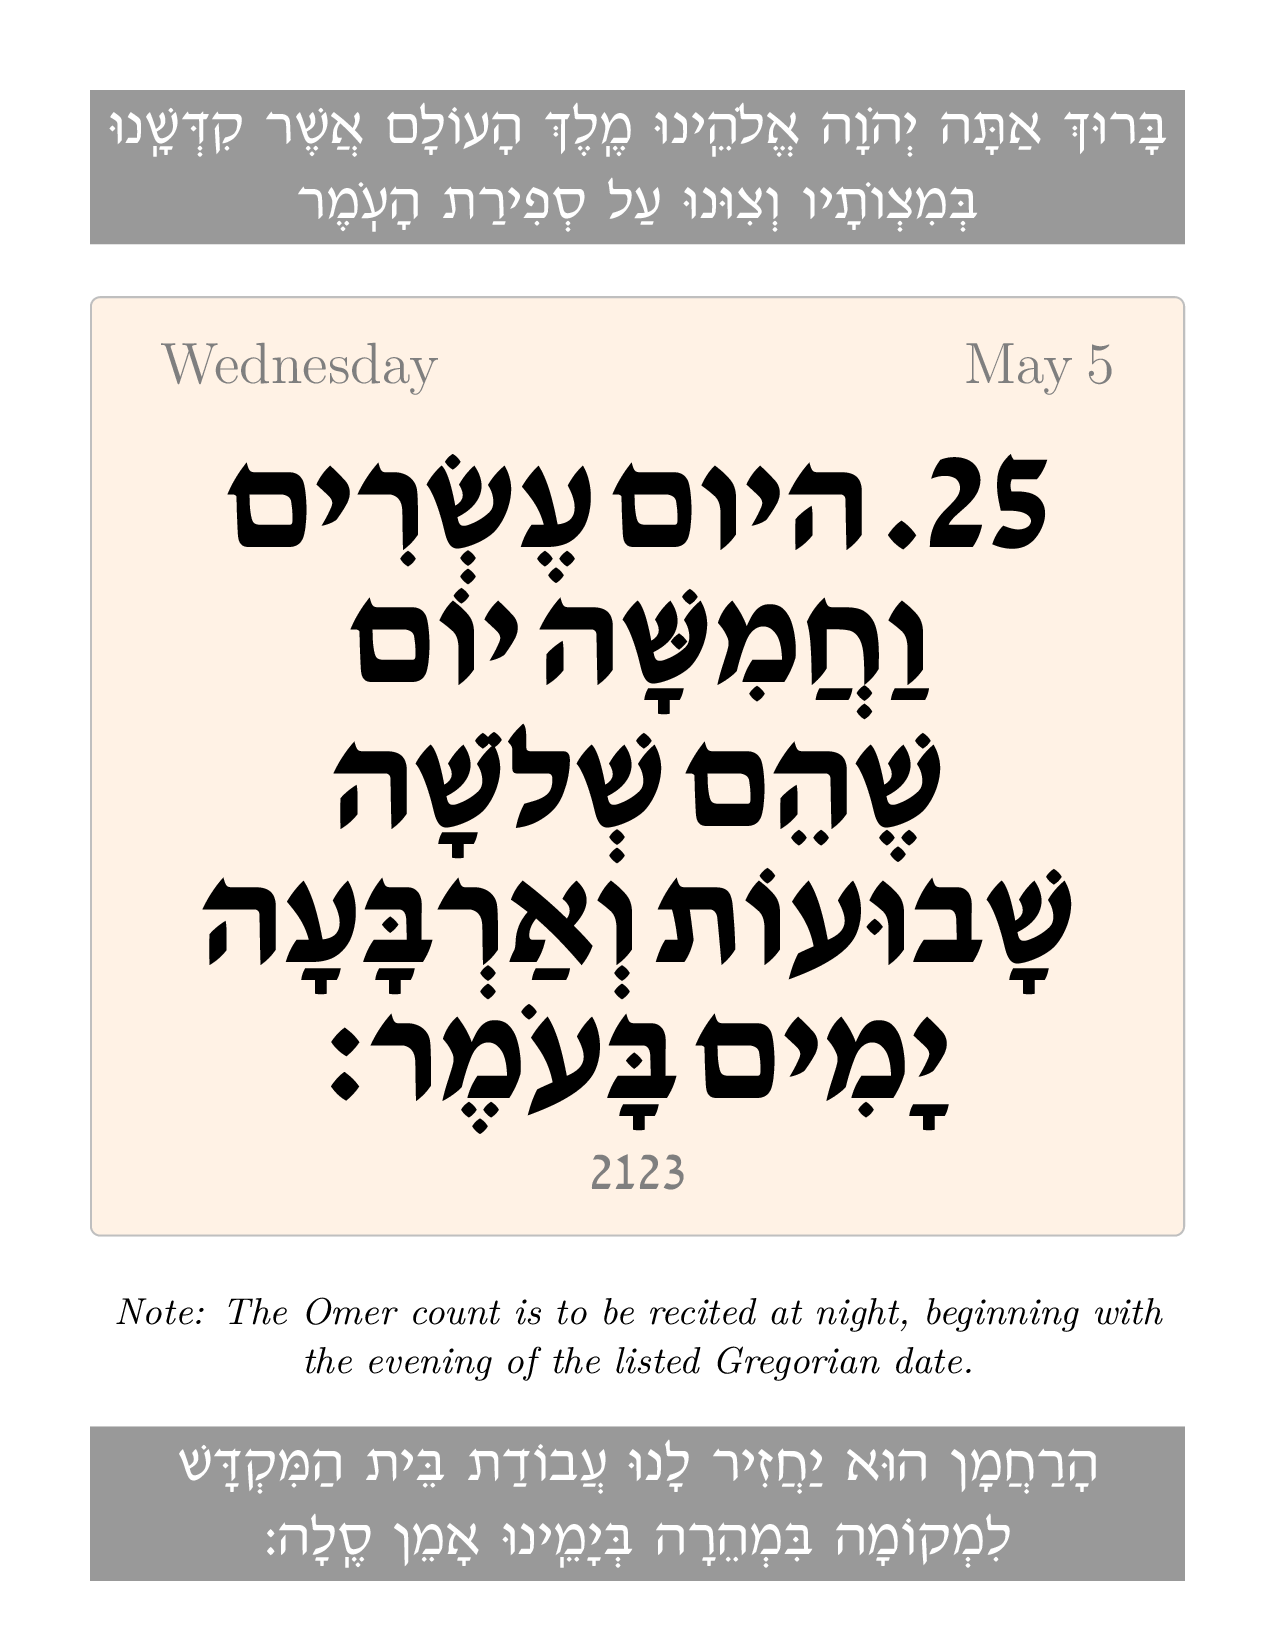 בָּרוּךְ אַתָּה יְהֹוָה אֱלֹהֵֽינוּ מֶֽלֶךְ הָעוֹלָם אֲשֶׁר קִדְּשָֽׁנוּ
בְּמִצְוֹתָיו וְצִוּנוּ עַל סְפִירַת הָעֹֽמֶר
Wednesday May 5
25. היום עֶשְׂרִים
וַחֲמִשָּׁה יוֹם
שֶׁהֵם שְׁלֹשָׁה
שָׁבוּעוֹת וְאַרְבָּעָה
יָמִים בָּעֹמֶר:
2123
Note: The Omer count is to be recited at night, beginning with
the evening of the listed Gregorian date.
הָרַחֲמָן הוּא יַחֲזִיר לָנוּ עֲבוֹדַת בֵּית הַמִּקְדָּשׁ
לִמְקוֹמָה בִּמְהֵרָה בְּיָמֵֽינוּ אָמֵן סֶֽלָה: